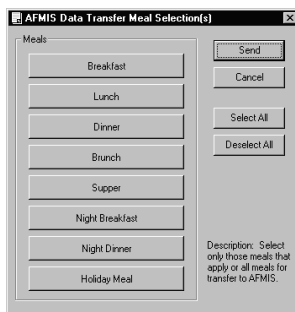 AFMIS Data Transfer Meal Selection(s)
Meals
Breakfast
Lunch
Dinner
Brunch
Supper
Night Breakfast
Night Dinner
Holiday Meal
Send
Cancel
Select All
Deselect All
Description: Select
only those meals that
apply or all meals for
transfer to AFMIS.